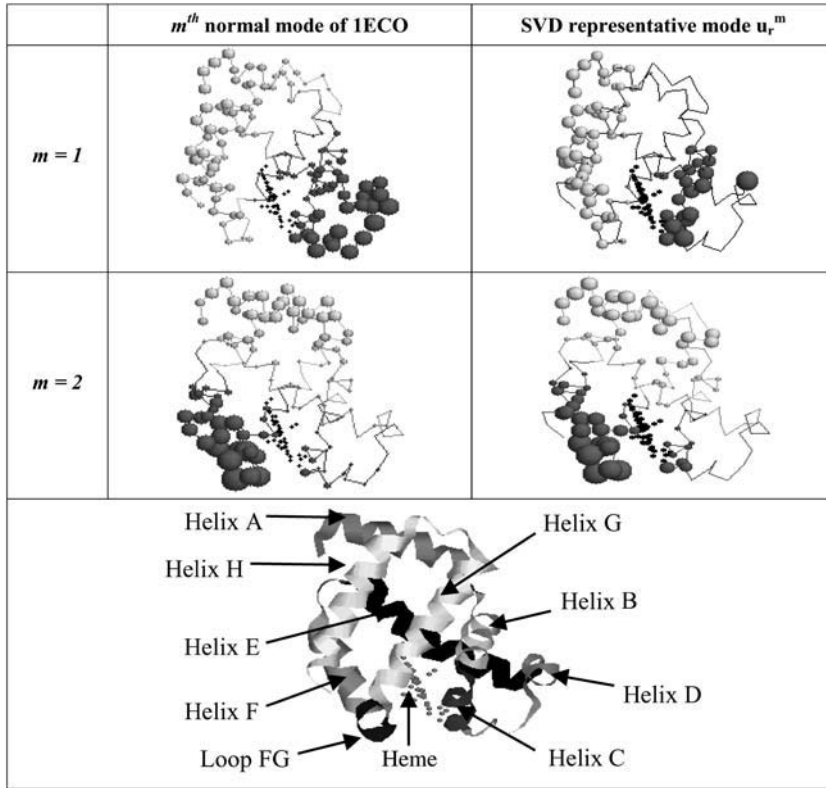 mᵗʰ normal mode of 1ECO
SVD representative mode uᵣᵐ
m = 1
m = 2
Helix A
Helix G
Helix H
Helix B
Helix E
Helix D
Helix F
Loop FG
Heme
Helix C